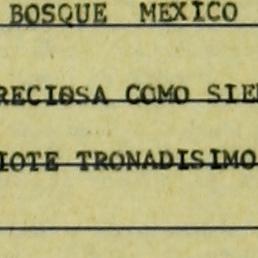 BOSQUE MEXICO
RECIOSA COMO SIE
IOTE TRONADISIMO